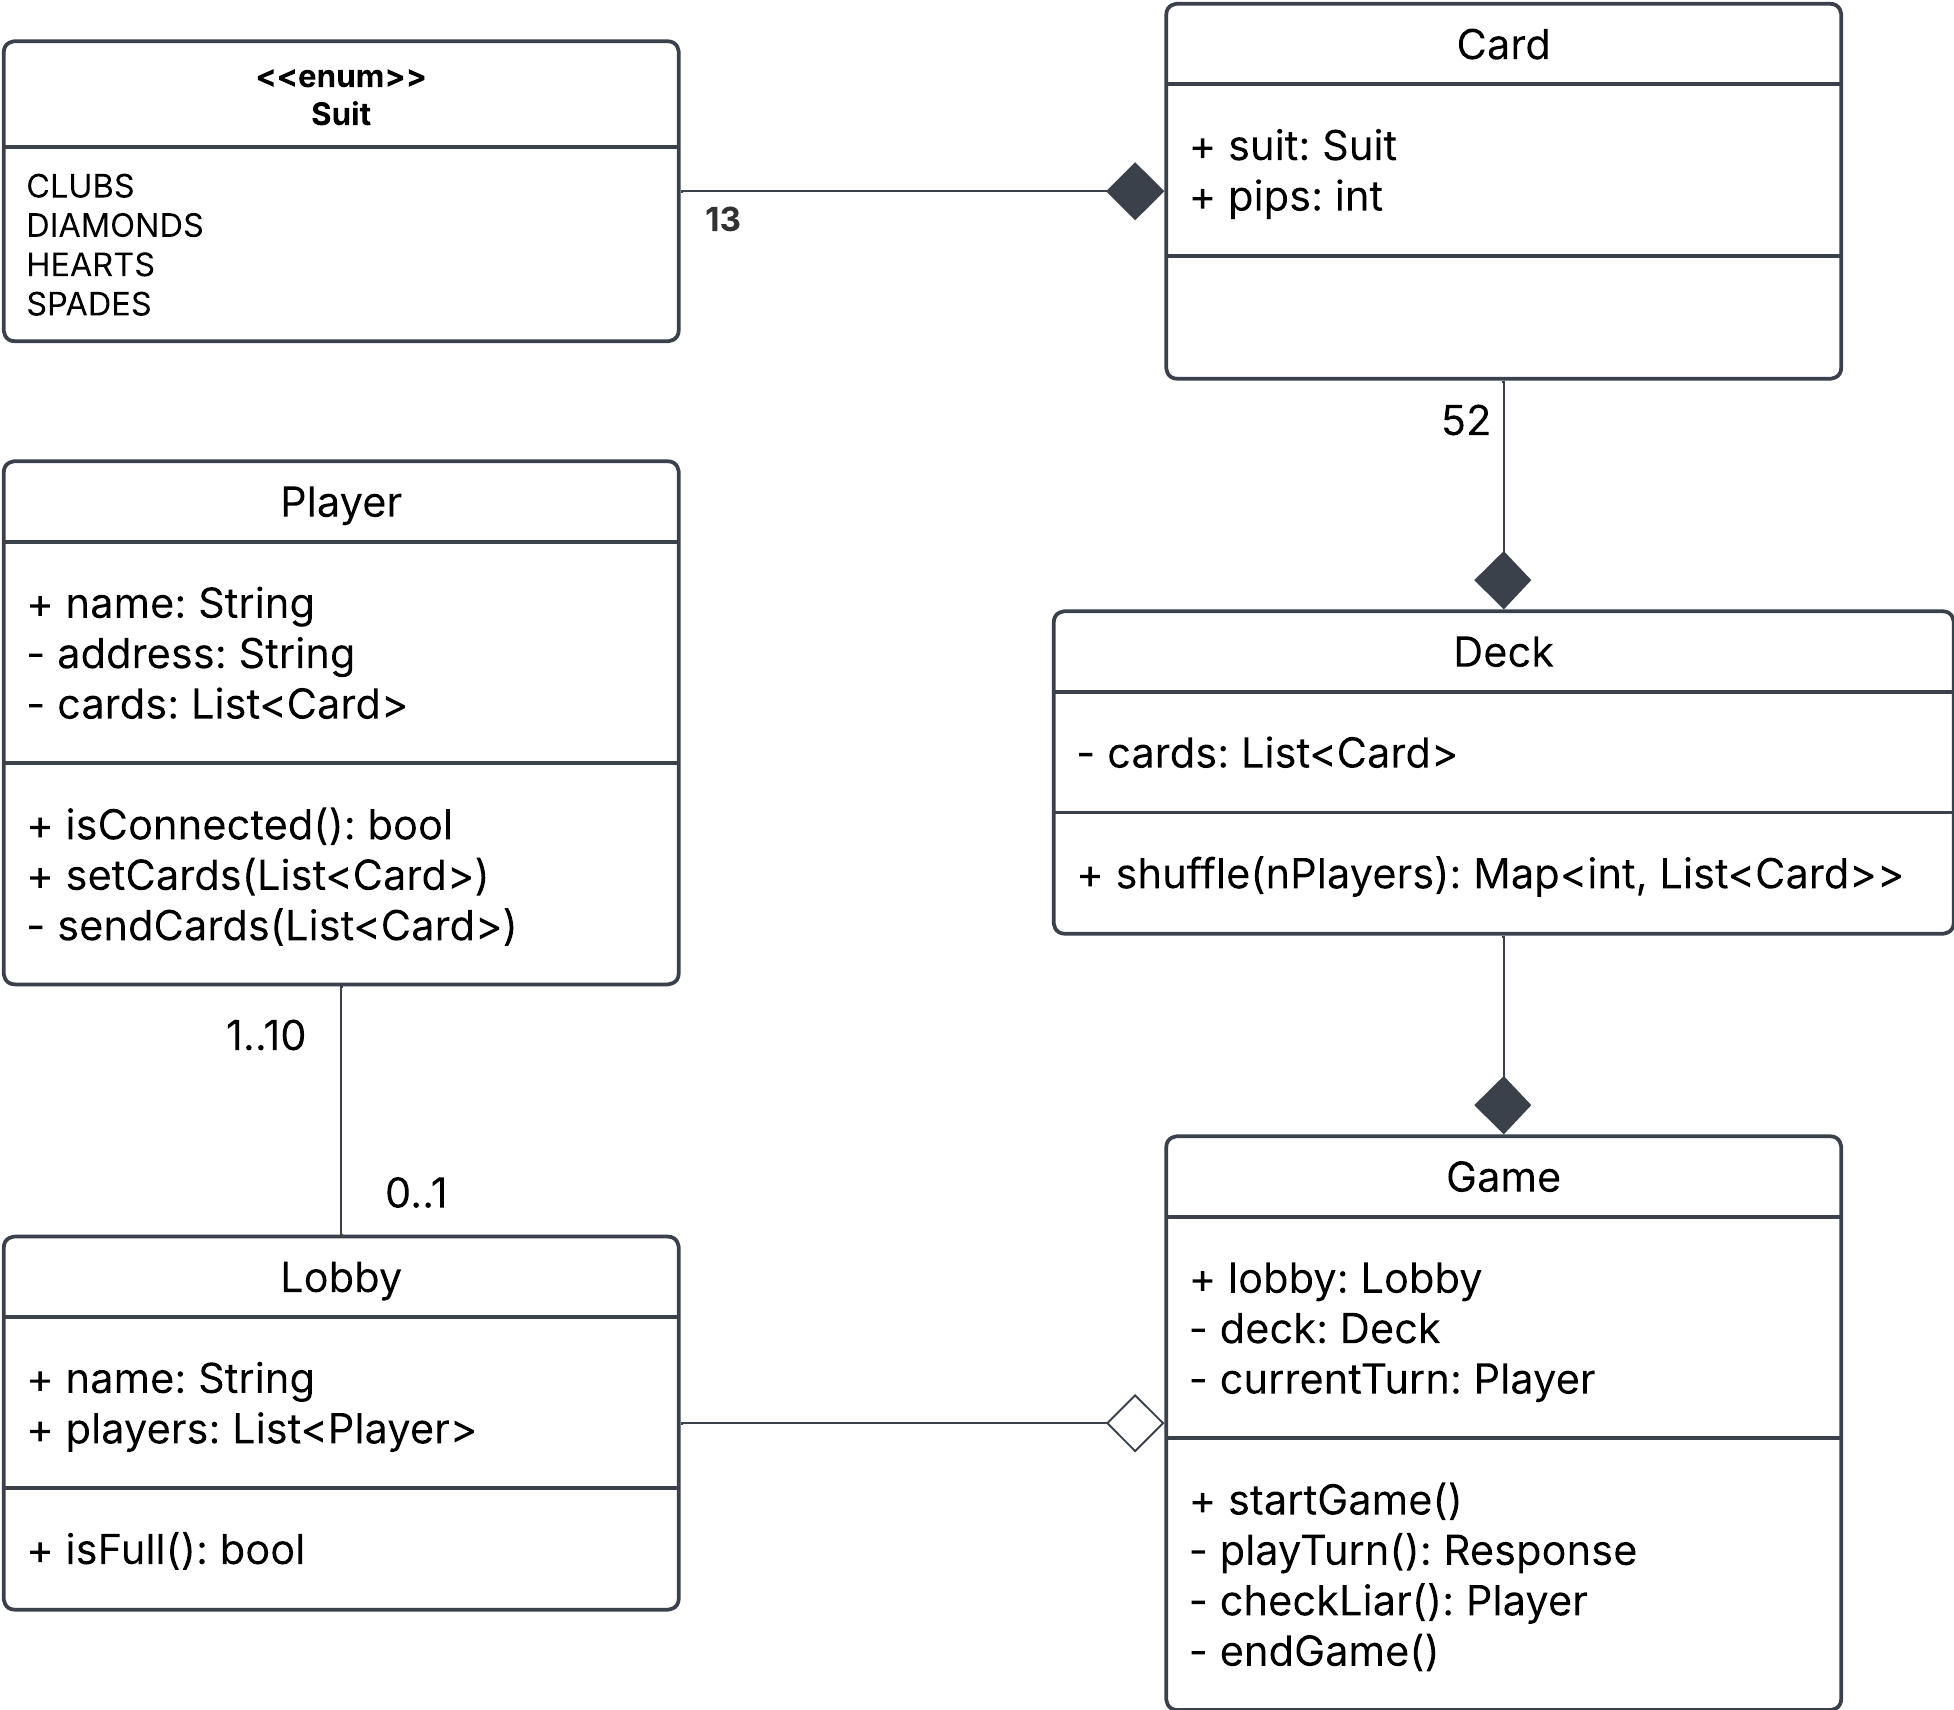 <<enum>>
Suit
CLUBS
DIAMONDS
HEARTS
SPADES
13
Card
+ suit: Suit
+ pips: int
52
Player
+ name: String
- address: String
- cards: List<Card>
+ isConnected(): bool
+ setCards(List<Card>)
- sendCards(List<Card>)
Deck
- cards: List<Card>
+ shuffle(nPlayers): Map<int, List<Card>>
1..10
0..1
Lobby
+ name: String
+ players: List<Player>
+ isFull(): bool
Game
+ lobby: Lobby
- deck: Deck
- currentTurn: Player
+ startGame()
- playTurn(): Response
- checkLiar(): Player
- endGame()